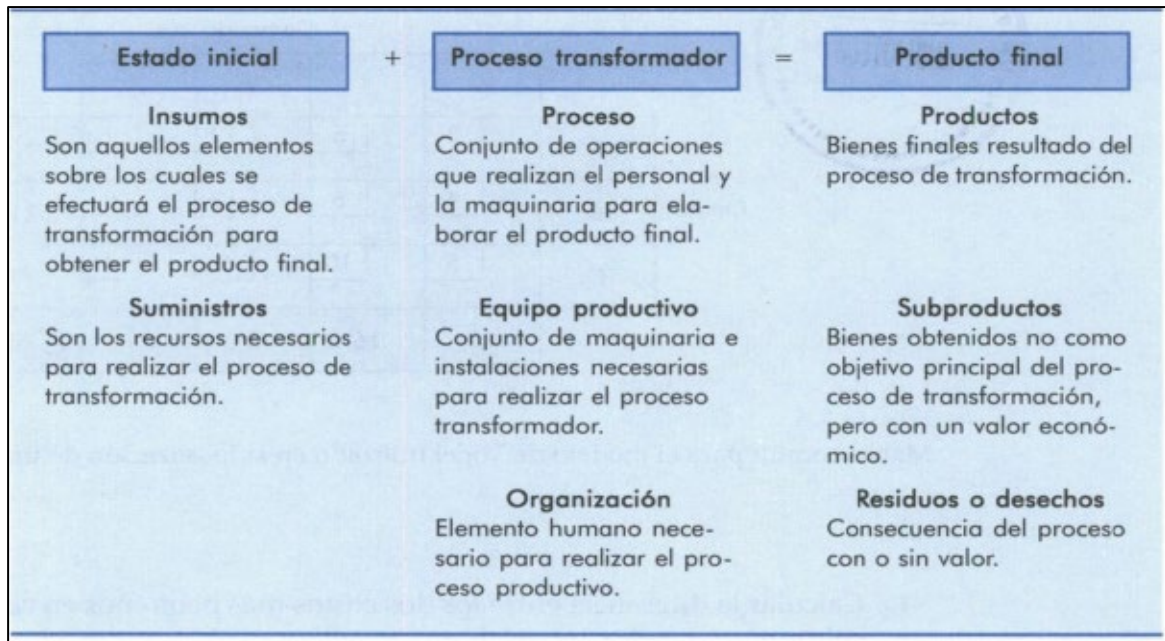 Estado inicial + Proceso transformador = Producto final
Insumos
Son aquellos elementos
sobre los cuales se
efectuará el proceso de
transformación para
obtener el producto final.
Proceso
Conjunto de operaciones
que realizan el personal y
la maquinaria para ela-
borar el producto final.
Productos
Bienes finales resultado del
proceso de transformación.
Suministros
Son los recursos necesarios
para realizar el proceso de
transformación.
Equipo productivo
Conjunto de maquinaria e
instalaciones necesarias
para realizar el proceso
transformador.
Subproductos
Bienes obtenidos no como
objetivo principal del pro-
ceso de transformación,
pero con un valor econó-
mico.
Organización
Elemento humano nece-
sario para realizar el pro-
ceso productivo.
Residuos o desechos
Consecuencia del proceso
con o sin valor.